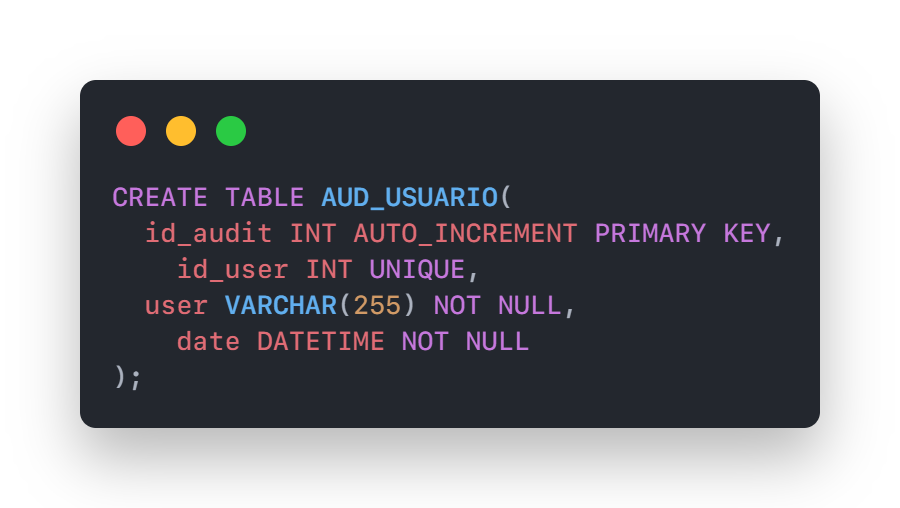 CREATE TABLE AUD_USUARIO(
  id_audit INT AUTO_INCREMENT PRIMARY KEY,
    id_user INT UNIQUE,
  user VARCHAR(255) NOT NULL,
    date DATETIME NOT NULL
);